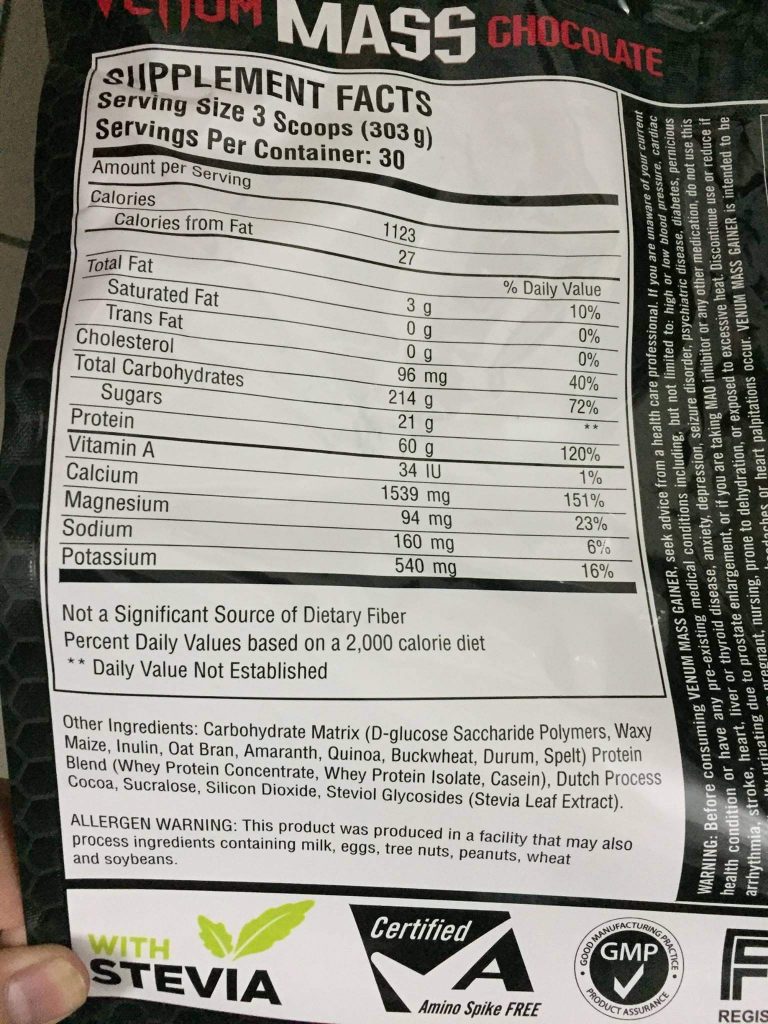 VENUM MASS CHOCOLATE
SUPPLEMENT FACTS
Serving Size 3 Scoops (303 g)
Servings Per Container: 30
Amount per Serving
Calories 1123
Calories from Fat 27
% Daily Value
Total Fat 3 g 10%
Saturated Fat 0 g 0%
Trans Fat 0 g 0%
Cholesterol 96 mg 40%
Total Carbohydrates 214 g 72%
Sugars 21 g **
Protein 60 g 120%
Vitamin A 34 IU 1%
Calcium 1539 mg 151%
Magnesium 94 mg 23%
Sodium 160 mg 6%
Potassium 540 mg 16%
Not a Significant Source of Dietary Fiber
Percent Daily Values based on a 2,000 calorie diet
** Daily Value Not Established
Other Ingredients: Carbohydrate Matrix (D-glucose Saccharide Polymers, Waxy
Maize, Inulin, Oat Bran, Amaranth, Quinoa, Buckwheat, Durum, Spelt) Protein
Blend (Whey Protein Concentrate, Whey Protein Isolate, Casein), Dutch Process
Cocoa, Sucralose, Silicon Dioxide, Steviol Glycosides (Stevia Leaf Extract).
ALLERGEN WARNING: This product was produced in a facility that may also
process ingredients containing milk, eggs, tree nuts, peanuts, wheat
and soybeans.
WARNING: Before consuming VENUM MASS GAINER, seek advice from a health care professional. If you are unaware of your current
health condition or have any pre-existing medical conditions including, but not limited to: high or low blood pressure, cardiac
arrhythmia, stroke, heart, liver or thyroid disease, anxiety, depression, seizure disorder, psychiatric disease, diabetes, pernicious
urinating due to prostate enlargement, or if you are taking MAO inhibitor or any other medication, do not use this
pregnant, nursing, prone to dehydration, or exposed to excessive heat. Discontinue use or reduce if
or heart palpitations occur. VENUM MASS GAINER is intended to be
WITH
STEVIA
Certified
Amino Spike FREE
GOOD MANUFACTURING PRACTICE
GMP
PRODUCT ASSURANCE
F
REGIS